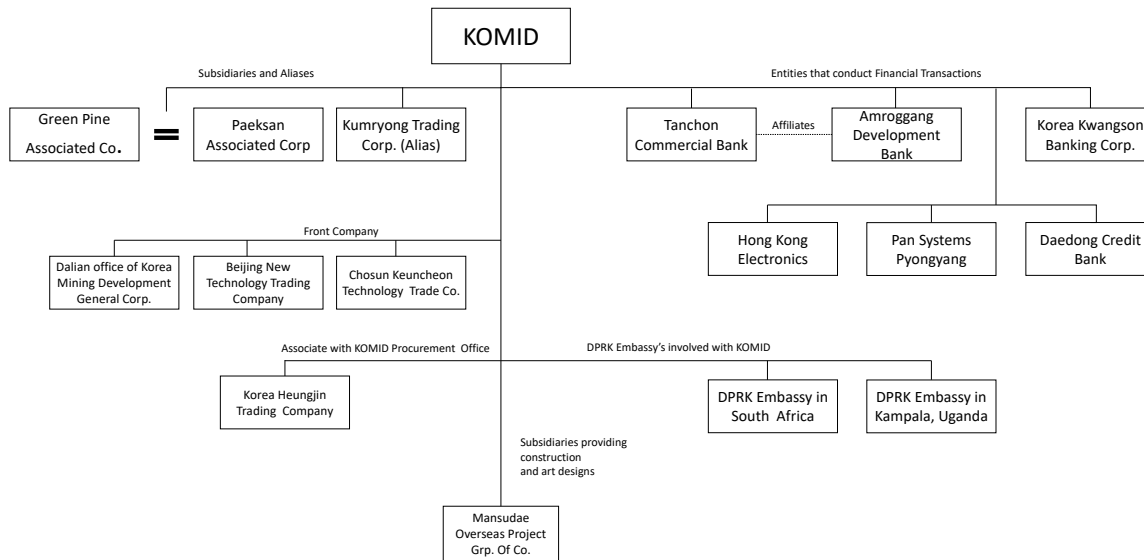 KOMID
Subsidiaries and Aliases
Entities that conduct Financial Transactions
Green Pine
Associated Co.
=
Paeksan
Associated Corp
Kumryong Trading
Corp. (Alias)
Tanchon
Commercial Bank
Affiliates
Amroggang
Development
Bank
Korea Kwangson
Banking Corp.
Hong Kong
Electronics
Pan Systems
Pyongyang
Daedong Credit
Bank
Front Company
Dalian office of Korea
Mining Development
General Corp.
Beijing New
Technology Trading
Company
Chosun Keuncheon
Technology Trade Co.
Associate with KOMID Procurement Office
DPRK Embassy's involved with KOMID
Korea Heungjin
Trading Company
DPRK Embassy in
South Africa
DPRK Embassy in
Kampala, Uganda
Subsidiaries providing
construction
and art designs
Mansudae
Overseas Project
Grp. Of Co.